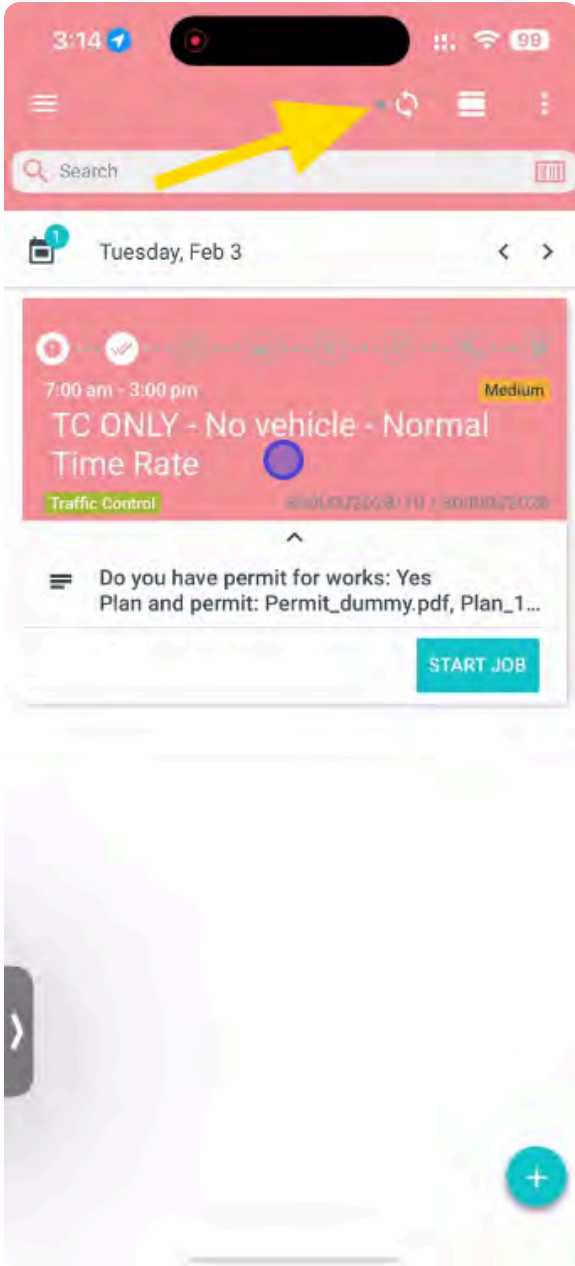 3:14
99
Search
1
Tuesday, Feb 3
7:00 am - 3:00 pm
Medium
TC ONLY - No vehicle - Normal
Time Rate
Traffic Control
Do you have permit for works: Yes
Plan and permit: Permit_dummy.pdf, Plan_1...
START JOB